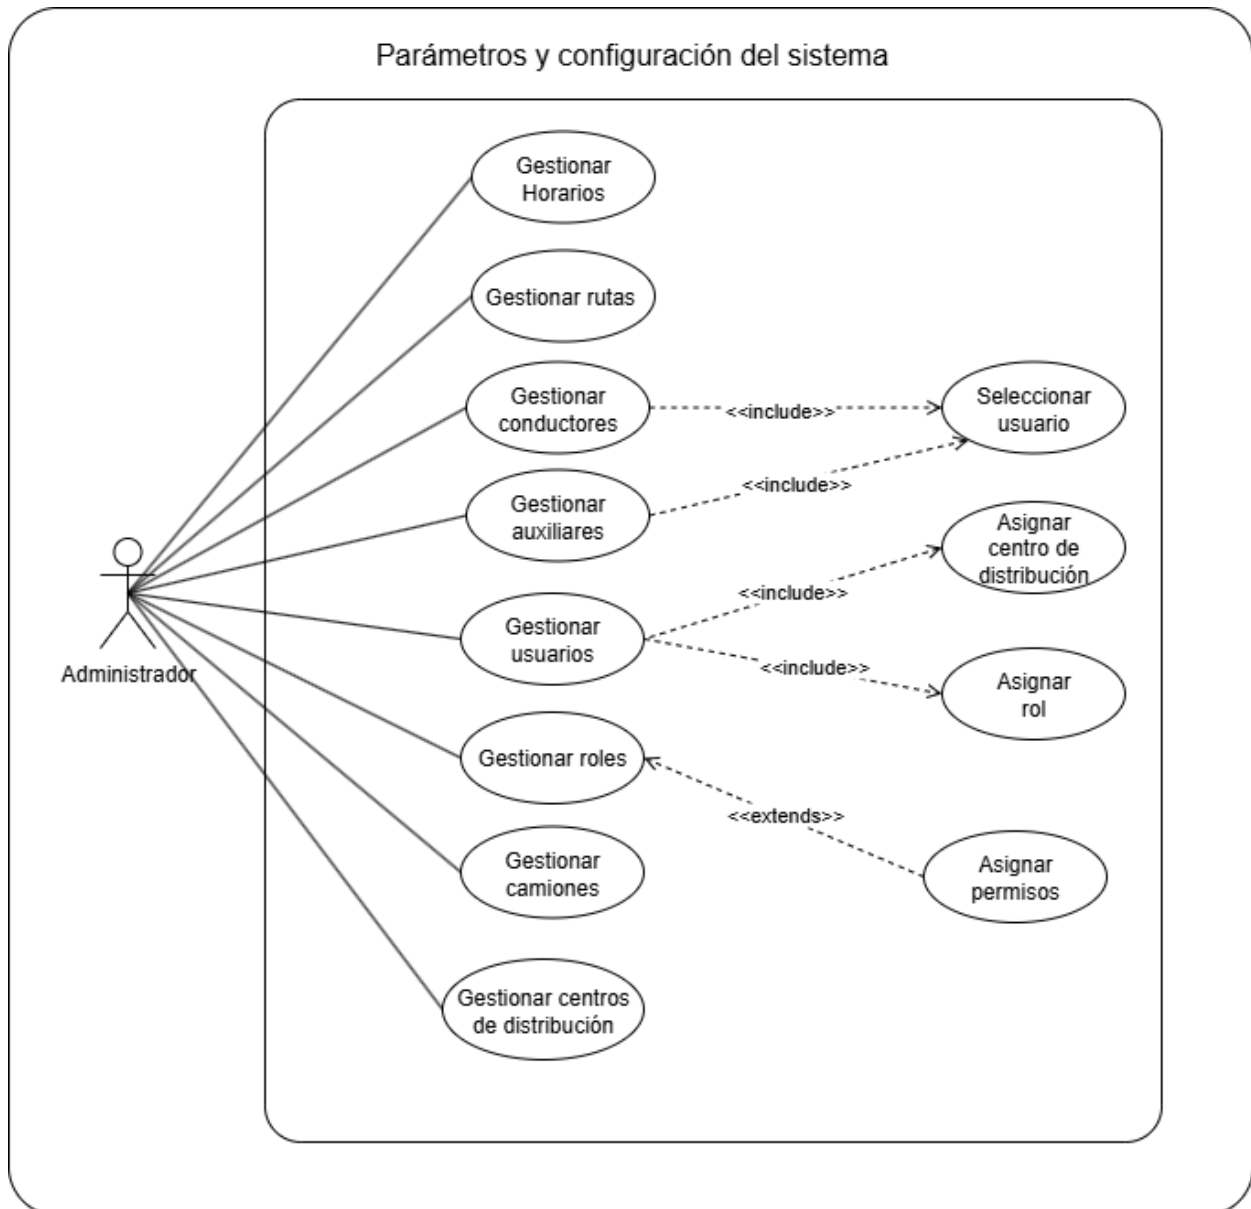 Parámetros y configuración del sistema
Gestionar
Horarios
Gestionar rutas
Gestionar
conductores
<<include>>
Seleccionar
usuario
Gestionar
auxiliares
<<include>>
Asignar
centro de
distribución
Gestionar
usuarios
<<include>>
<<include>>
Asignar
rol
Administrador
Gestionar roles
<<extends>>
Gestionar
camiones
Asignar
permisos
Gestionar centros
de distribución